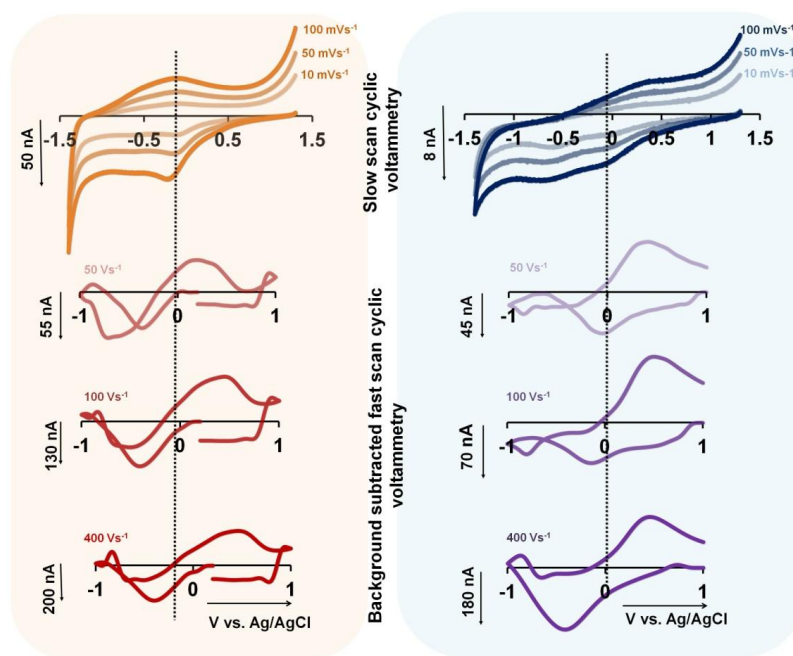 100 mVs-1
50 mVs-1
10 mVs-1
-1.5
-0.5
0
0.5
1.5
50 nA
50 Vs-1
-1
0
1
55 nA
100 Vs-1
-1
0
1
130 nA
400 Vs-1
-1
0
1
200 nA
V vs. Ag/AgCl
Slow scan cyclic
voltammetry
Background subtracted fast scan cyclic
voltammetry
100 mVs-1
50 mVs-1
10 mVs-1
-1.5
-1
-0.5
0
0.5
1
1.5
8 nA
50 Vs-1
-1
0
1
45 nA
100 Vs-1
-1
0
1
70 nA
400 Vs-1
-1
0
1
180 nA
V vs. Ag/AgCl